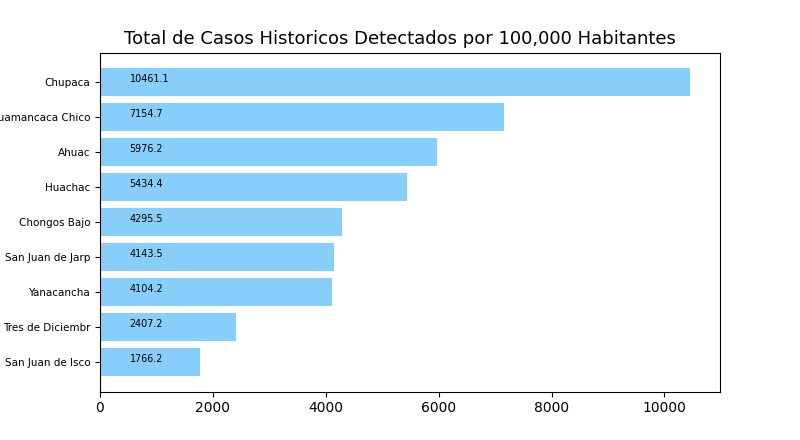 Total de Casos Historicos Detectados por 100,000 Habitantes
Chupaca 10461.1
uamancaca Chico 7154.7
Ahuac 5976.2
Huachac 5434.4
Chongos Bajo 4295.5
San Juan de Jarp 4143.5
Yanacancha 4104.2
Tres de Diciembr 2407.2
San Juan de Isco 1766.2
0 2000 4000 6000 8000 10000